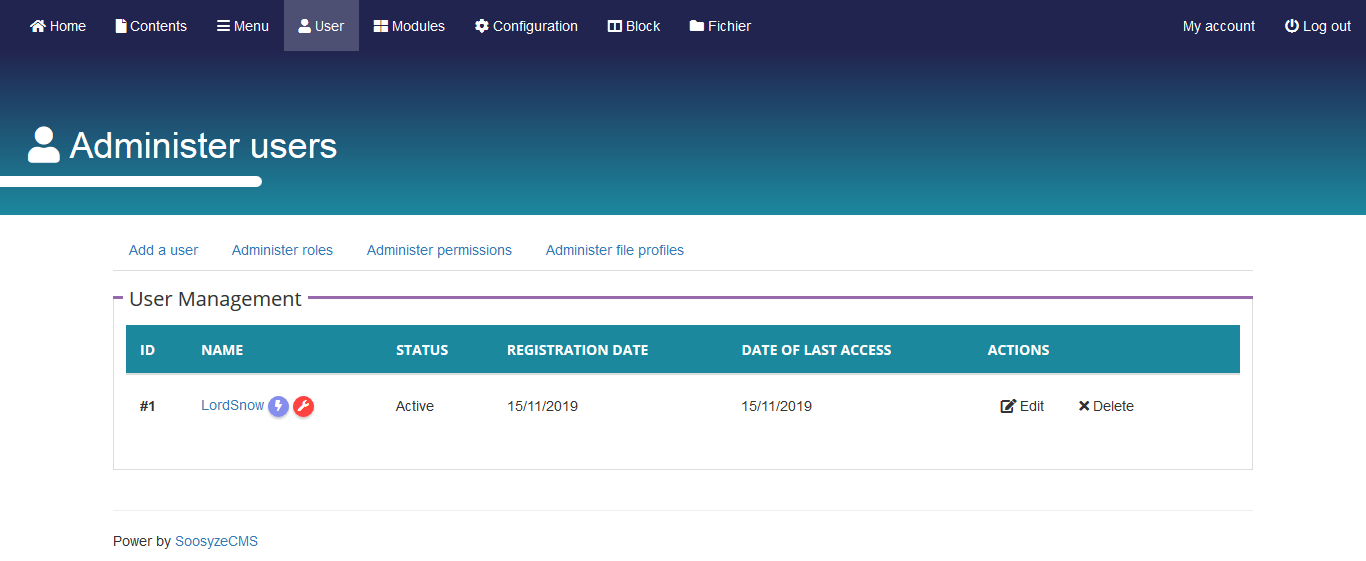 Home Contents Menu User Modules Configuration Block Fichier My account Log out
Administer users
Add a user Administer roles Administer permissions Administer file profiles
User Management
ID NAME STATUS REGISTRATION DATE DATE OF LAST ACCESS ACTIONS
#1 LordSnow Active 15/11/2019 15/11/2019 Edit Delete
Power by SoosyzeCMS